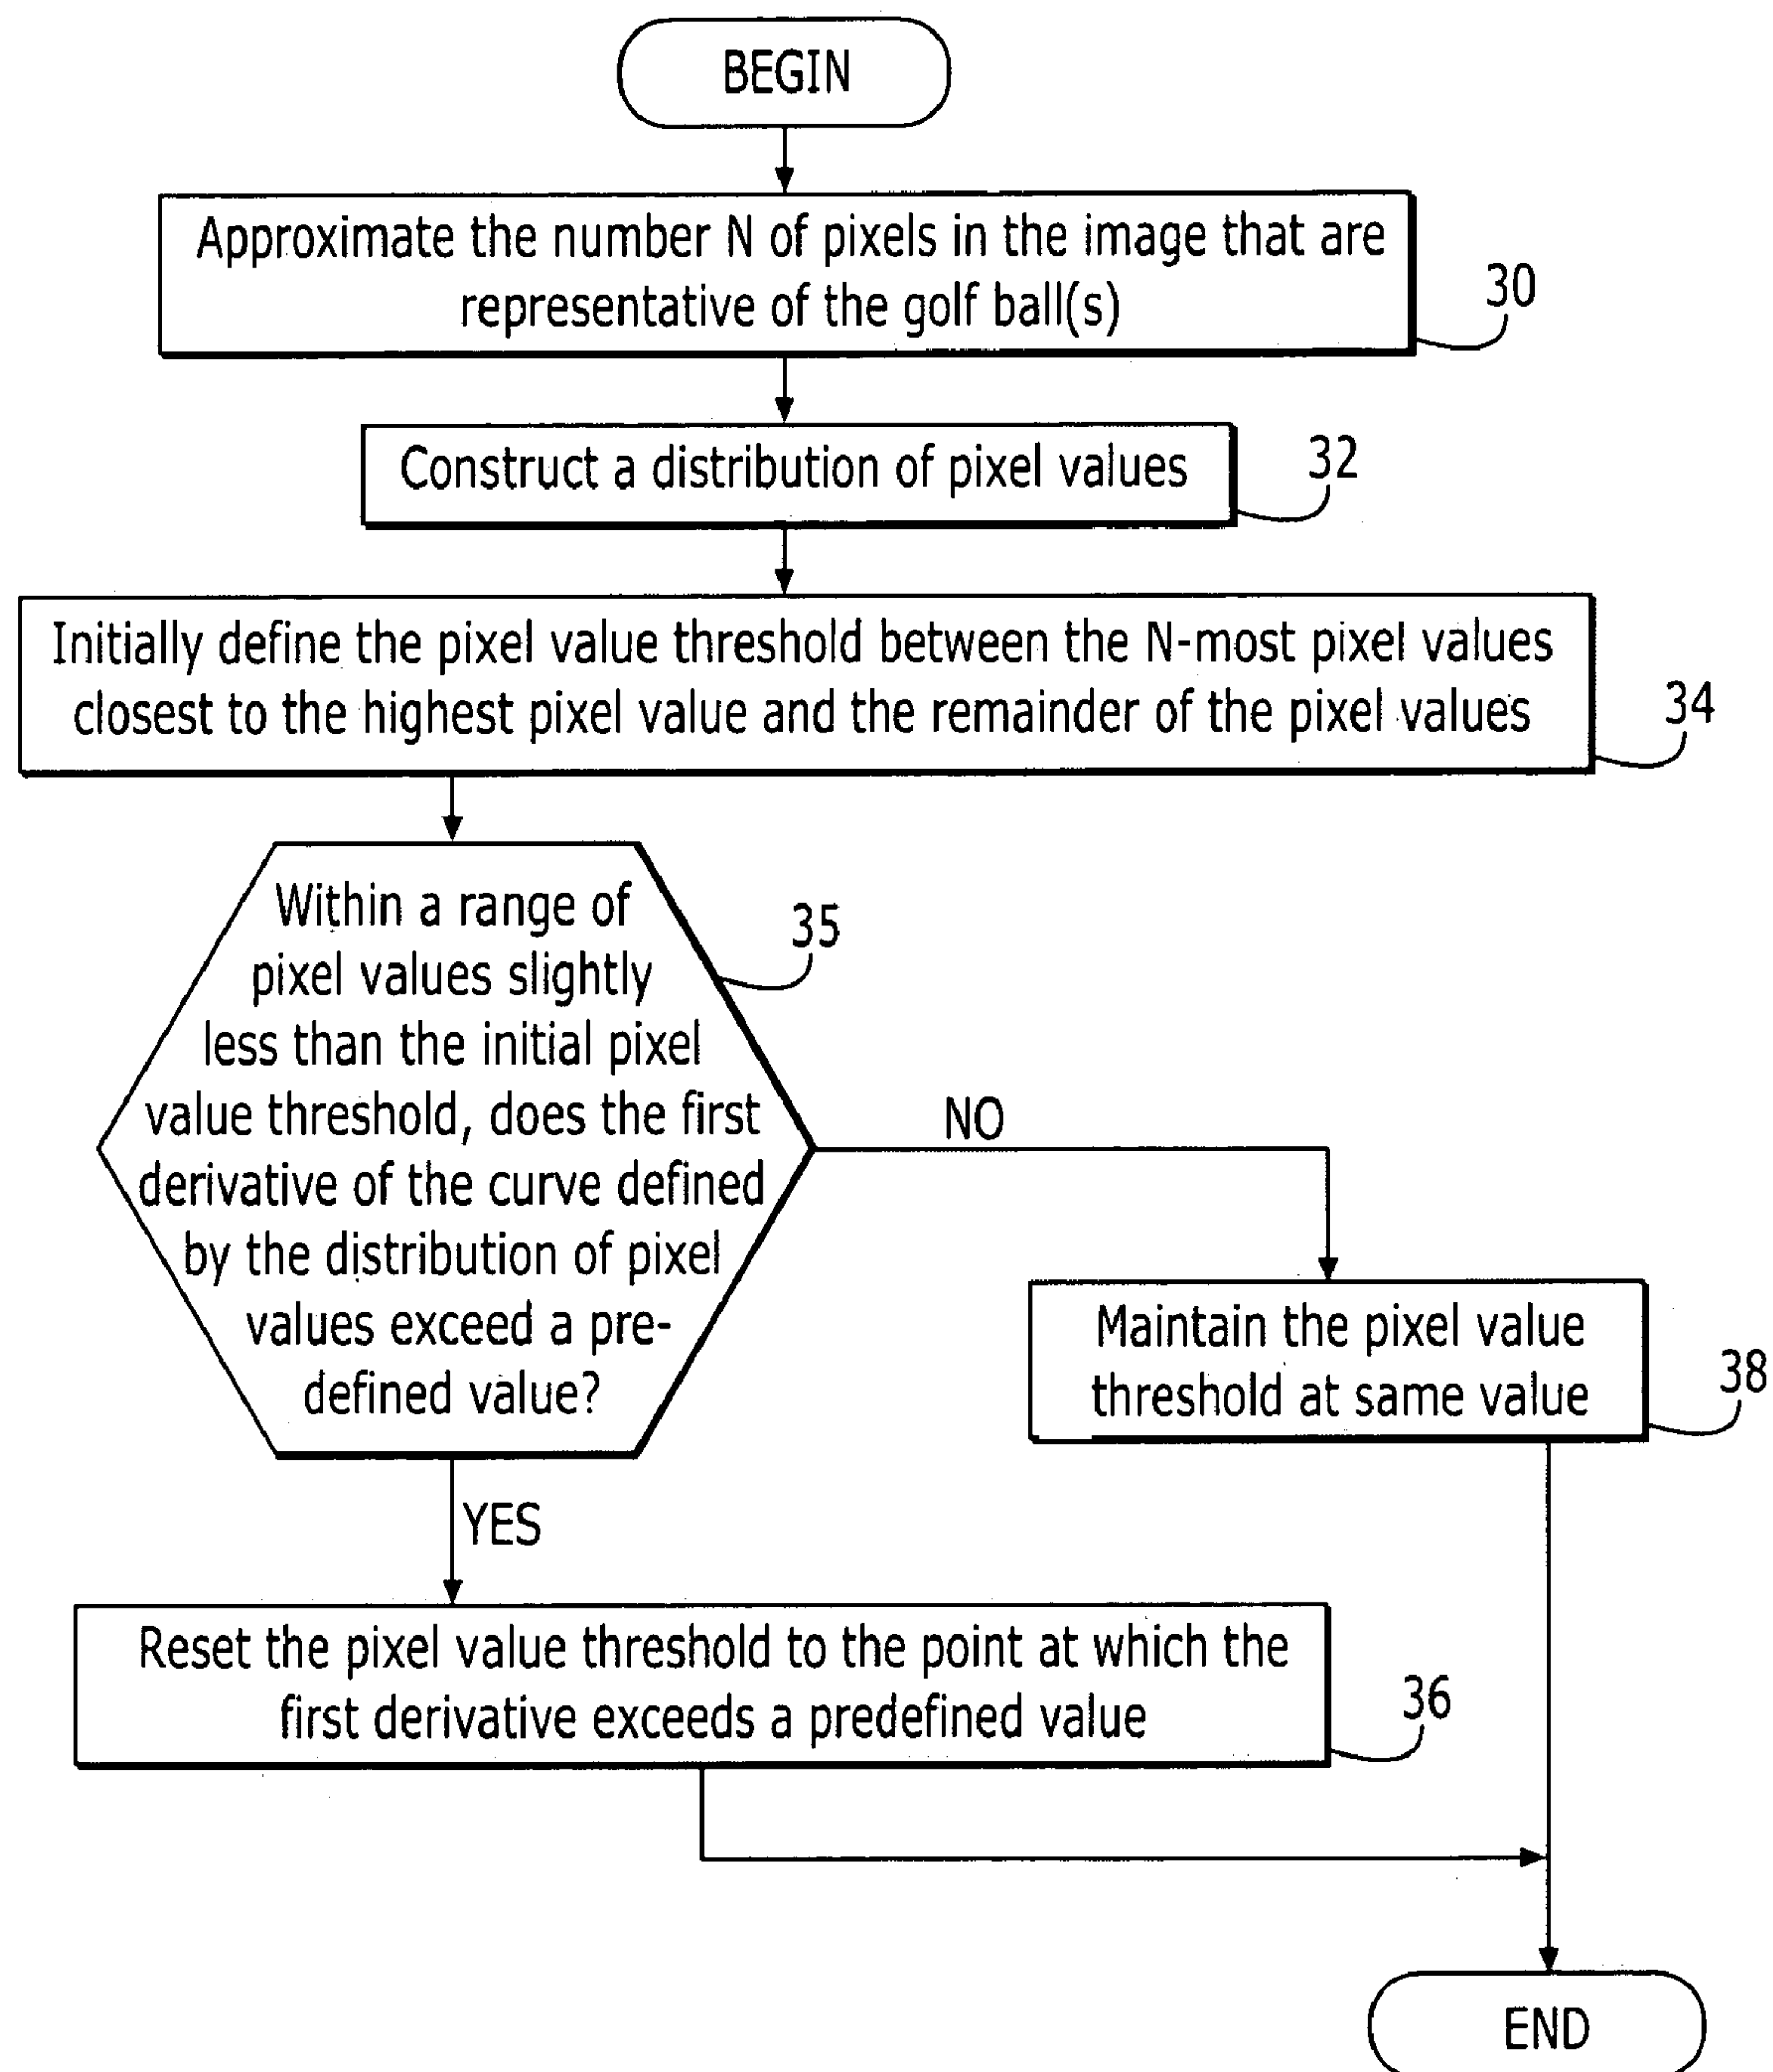 BEGIN
Approximate the number N of pixels in the image that are
representative of the golf ball(s)
30
Construct a distribution of pixel values
32
Initially define the pixel value threshold between the N-most pixel values
closest to the highest pixel value and the remainder of the pixel values
34
Within a range of
pixel values slightly
less than the initial pixel
value threshold, does the first
derivative of the curve defined
by the distribution of pixel
values exceed a pre-
defined value?
35
NO
Maintain the pixel value
threshold at same value
38
YES
Reset the pixel value threshold to the point at which the
first derivative exceeds a predefined value
36
END